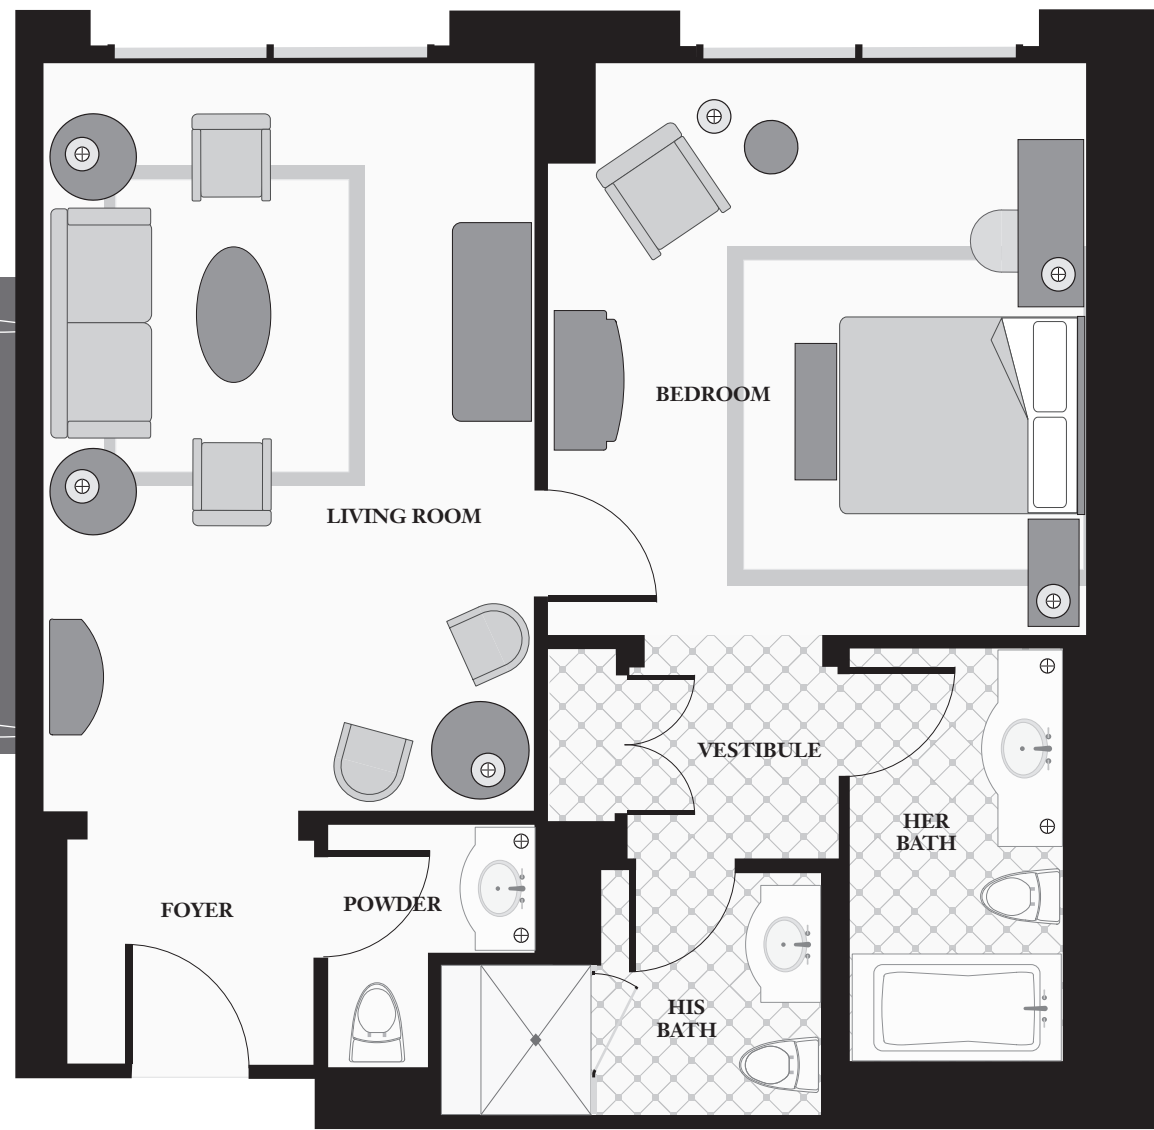 BEDROOM
LIVING ROOM
VESTIBULE
HER
BATH
FOYER
POWDER
HIS
BATH